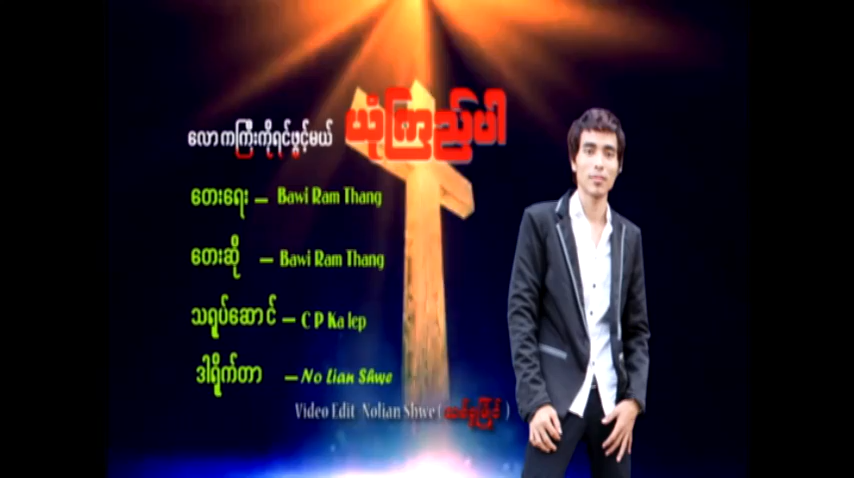 လောကကြီးကိုရင်ဖွင့်မယ် ယုံကြည်ပါ
တေးရေး – Bawi Ram Thang
တေးဆို – Bawi Ram Thang
သရုပ်ဆောင် – C P Ka lep
ဒါရိုက်တာ – No Lian Shwe
Video Edit Nolian Shwe (